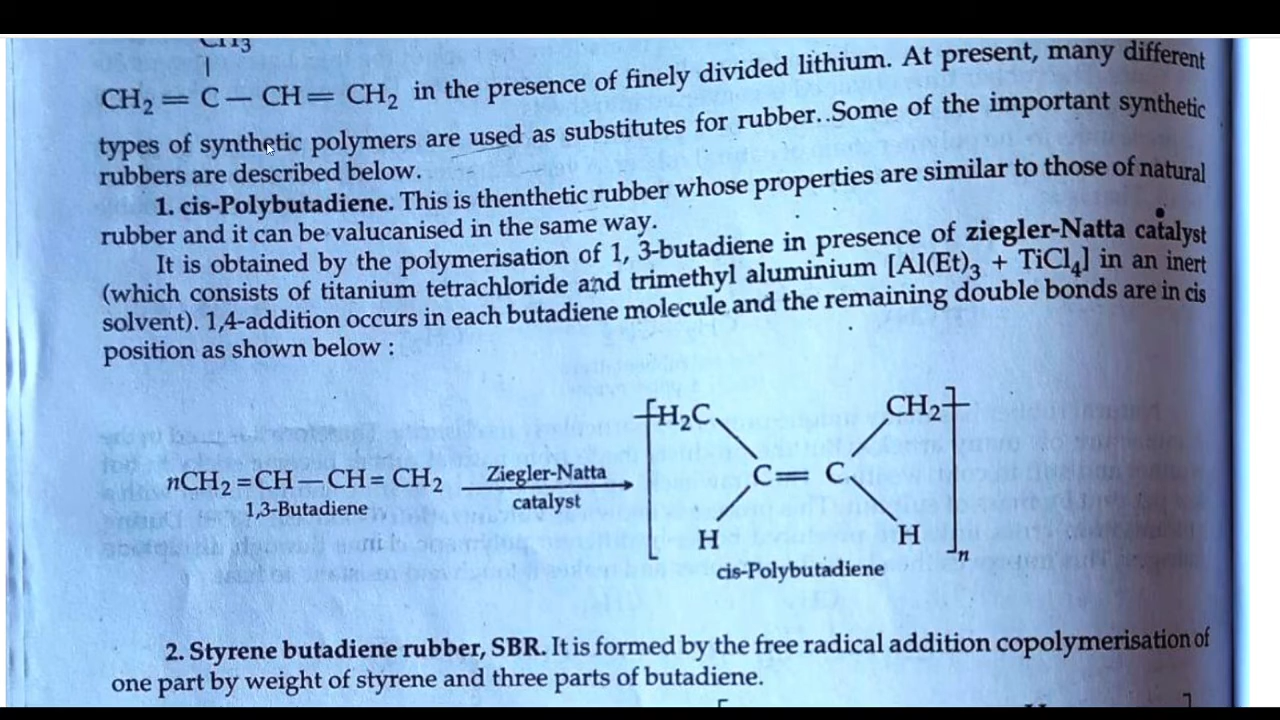 CH3
CH2 = C — CH = CH2 in the presence of finely divided lithium. At present, many different
types of synthetic polymers are used as substitutes for rubber. .Some of the important synthetic
rubbers are described below.
1. cis-Polybutadiene. This is thenthetic rubber whose properties are similar to those of natural
rubber and it can be valucanised in the same way.
It is obtained by the polymerisation of 1, 3-butadiene in presence of ziegler-Natta catalyst
(which consists of titanium tetrachloride and trimethyl aluminium [Al(Et)3 + TiCl4] in an inert
solvent). 1,4-addition occurs in each butadiene molecule and the remaining double bonds are in cis
position as shown below :
H2C CH2
nCH2 =CH—CH= CH2 Ziegler-Natta C= C
1,3-Butadiene catalyst
H H n
cis-Polybutadiene
2. Styrene butadiene rubber, SBR. It is formed by the free radical addition copolymerisation of
one part by weight of styrene and three parts of butadiene.